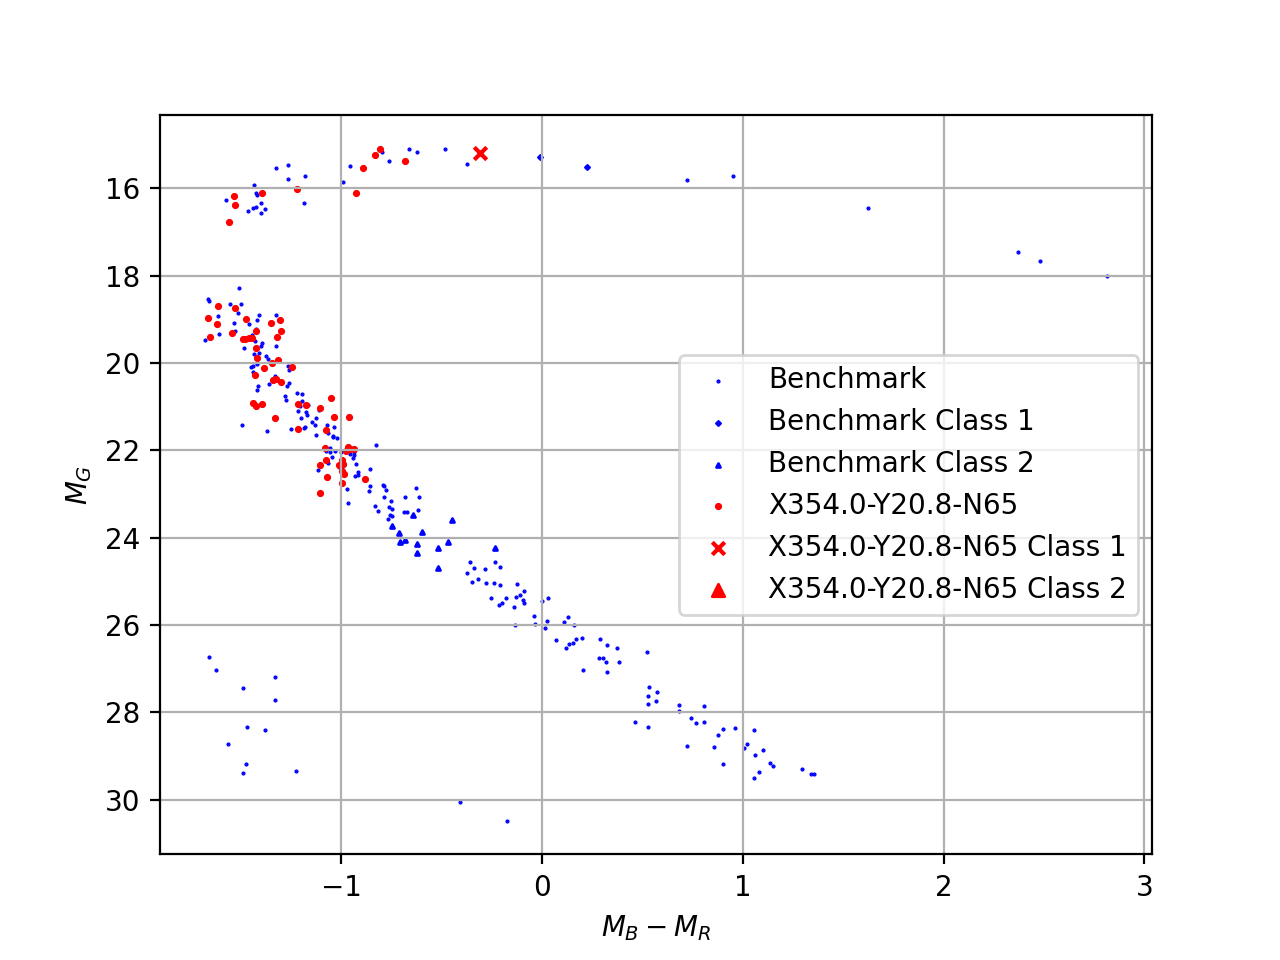 16
18
20
22
24
26
28
30
M_G
−1
0
1
2
3
M_B − M_R
Benchmark
Benchmark Class 1
Benchmark Class 2
X354.0-Y20.8-N65
X354.0-Y20.8-N65 Class 1
X354.0-Y20.8-N65 Class 2